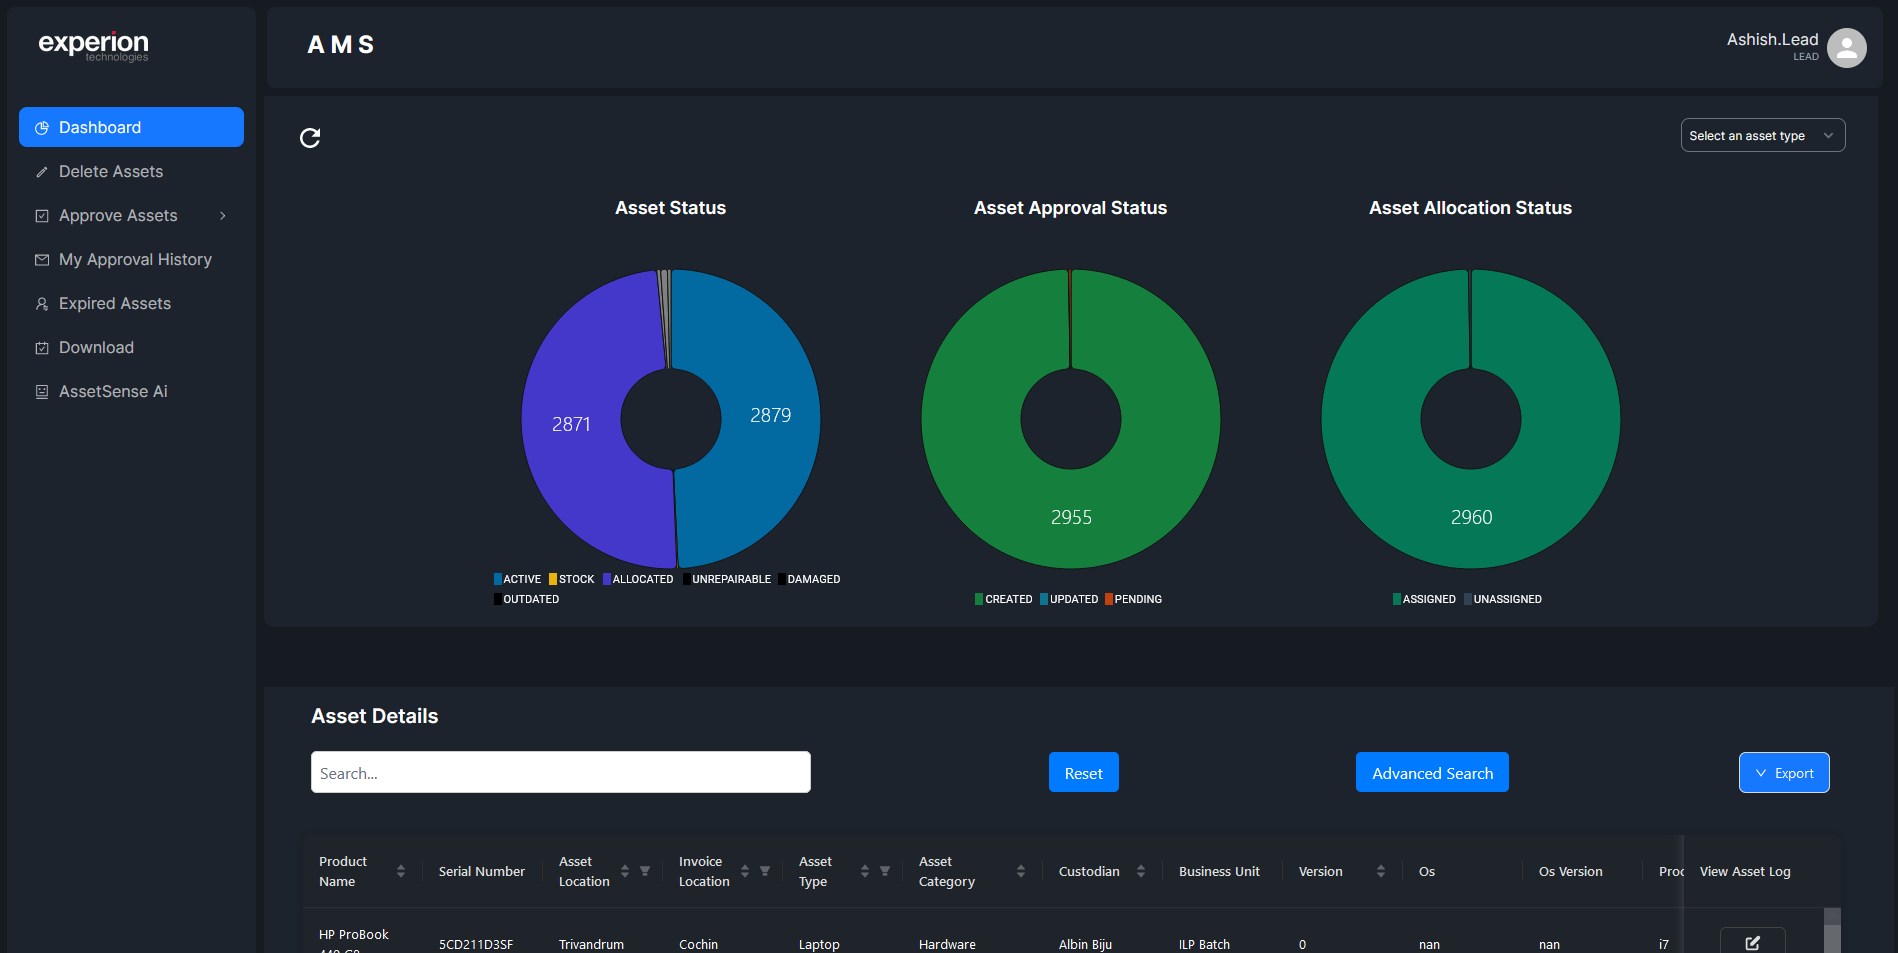 experion
technologies
AMS
Ashish.Lead
LEAD
Dashboard
Delete Assets
Approve Assets
My Approval History
Expired Assets
Download
AssetSense Ai
Select an asset type
Asset Status
Asset Approval Status
Asset Allocation Status
2871
2879
2955
2960
ACTIVE STOCK ALLOCATED UNREPAIRABLE DAMAGED
OUTDATED
CREATED UPDATED PENDING
ASSIGNED UNASSIGNED
Asset Details
Search...
Reset
Advanced Search
Export
Product Name
Serial Number
Asset Location
Invoice Location
Asset Type
Asset Category
Custodian
Business Unit
Version
Os
Os Version
Proc
View Asset Log
HP ProBook
5CD211D3SF
Trivandrum
Cochin
Laptop
Hardware
Albin Biju
ILP Batch
0
nan
nan
i7